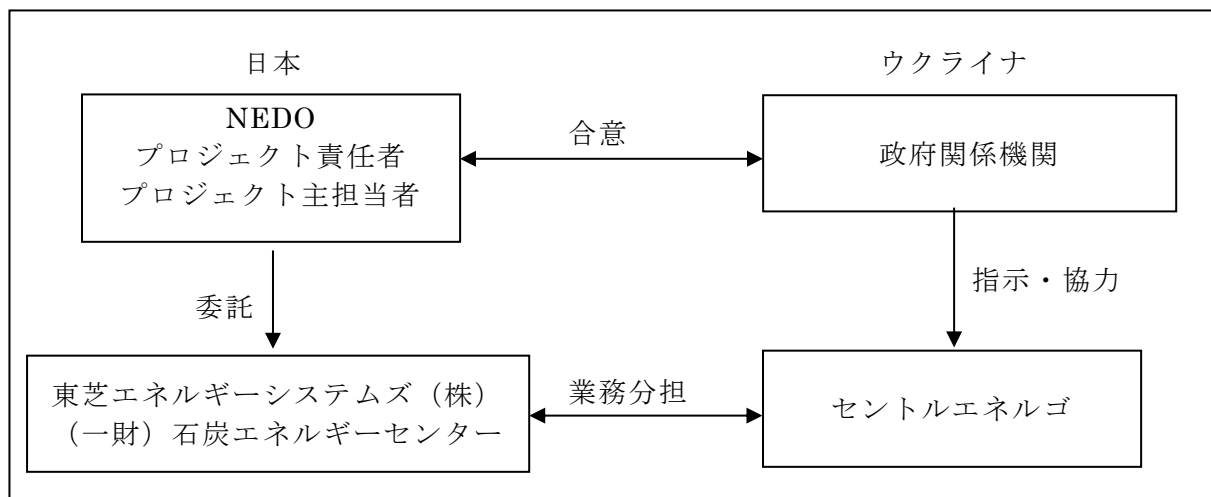 日本
ウクライナ
NEDO
プロジェクト責任者
プロジェクト主担当者
合意
政府関係機関
委託
指示・協力
東芝エネルギーシステムズ（株）
（一財）石炭エネルギーセンター
業務分担
セントルエネルゴ